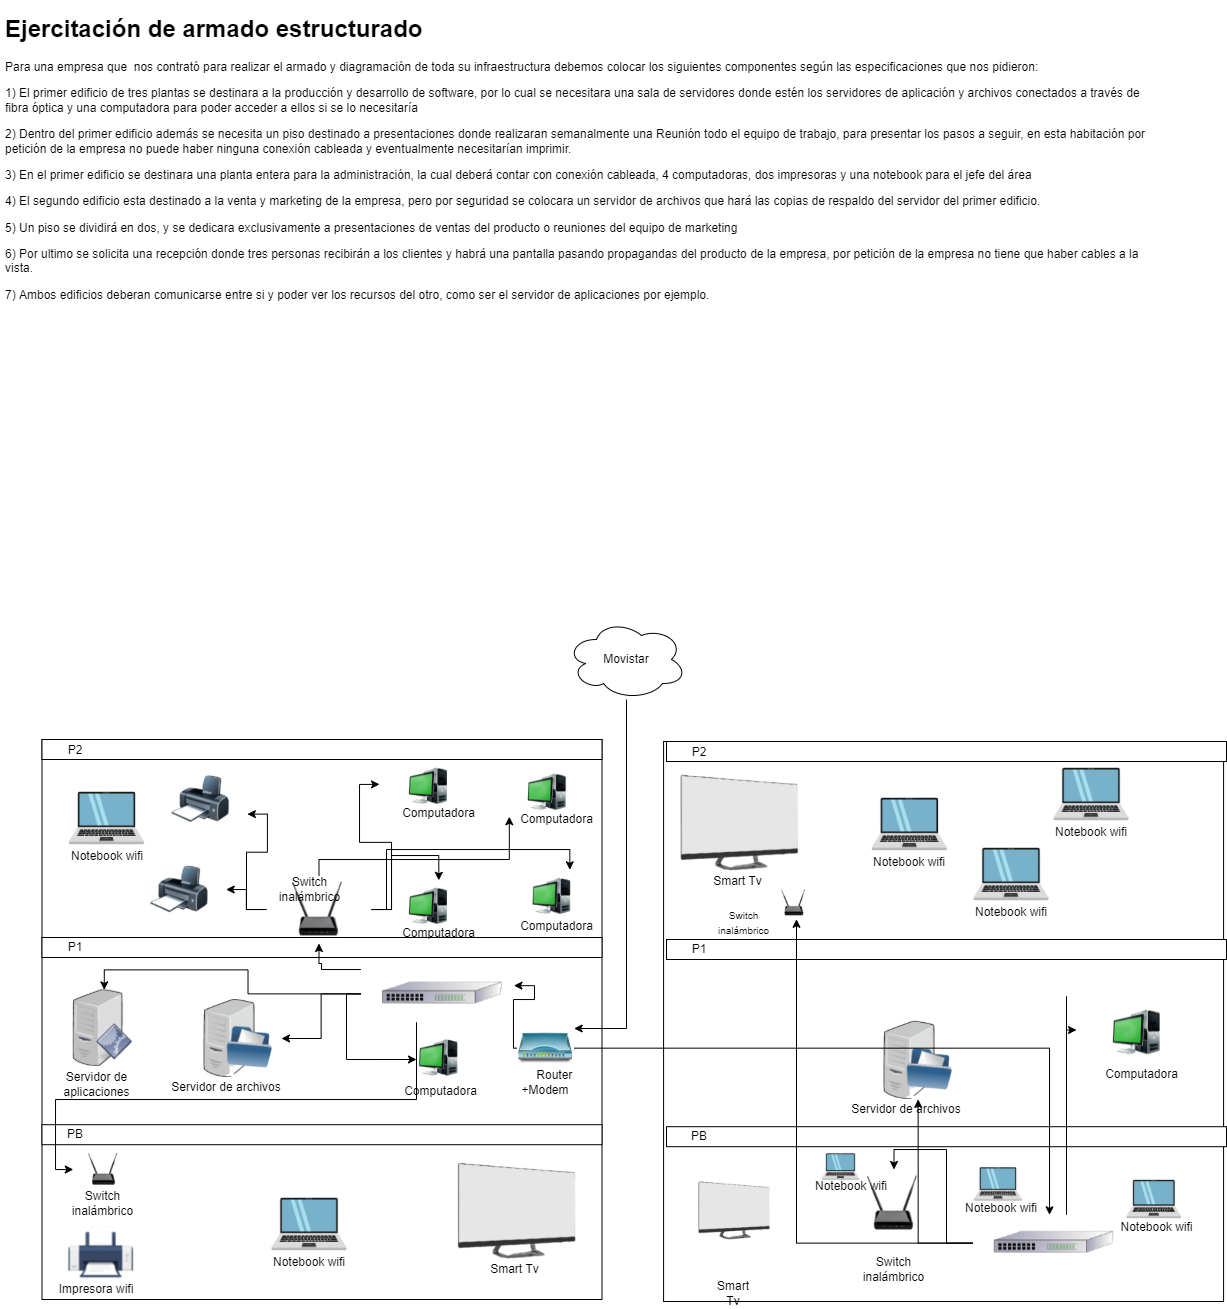 Ejercitación de armado estructurado
Para una empresa que  nos contrató para realizar el armado y diagramación de toda su infraestructura debemos colocar los siguientes componentes según las especificaciones que nos pidieron:
1) El primer edificio de tres plantas se destinara a la producción y desarrollo de software, por lo cual se necesitara una sala de servidores donde estén los servidores de aplicación y archivos conectados a través de
fibra óptica y una computadora para poder acceder a ellos si se lo necesitaría
2) Dentro del primer edificio además se necesita un piso destinado a presentaciones donde realizaran semanalmente una Reunión todo el equipo de trabajo, para presentar los pasos a seguir, en esta habitación por
petición de la empresa no puede haber ninguna conexión cableada y eventualmente necesitarían imprimir.
3) En el primer edificio se destinara una planta entera para la administración, la cual deberá contar con conexión cableada, 4 computadoras, dos impresoras y una notebook para el jefe del área
4) El segundo edificio esta destinado a la venta y marketing de la empresa, pero por seguridad se colocara un servidor de archivos que hará las copias de respaldo del servidor del primer edificio.
5) Un piso se dividirá en dos, y se dedicara exclusivamente a presentaciones de ventas del producto o reuniones del equipo de marketing
6) Por ultimo se solicita una recepción donde tres personas recibirán a los clientes y habrá una pantalla pasando propagandas del producto de la empresa, por petición de la empresa no tiene que haber cables a la
vista.
7) Ambos edificios deberan comunicarse entre si y poder ver los recursos del otro, como ser el servidor de aplicaciones por ejemplo.
Movistar
P2
Computadora
Computadora
Notebook wifi
Switch
inalámbrico
Computadora
Computadora
P1
Servidor de
aplicaciones
Servidor de archivos
Computadora
Router
+Modem
PB
Switch
inalámbrico
Impresora wifi
Notebook wifi
Smart Tv
P2
Smart Tv
Notebook wifi
Notebook wifi
Notebook wifi
Switch
inalámbrico
P1
Servidor de archivos
Computadora
PB
Notebook wifi
Notebook wifi
Notebook wifi
Switch
inalámbrico
Smart
Tv